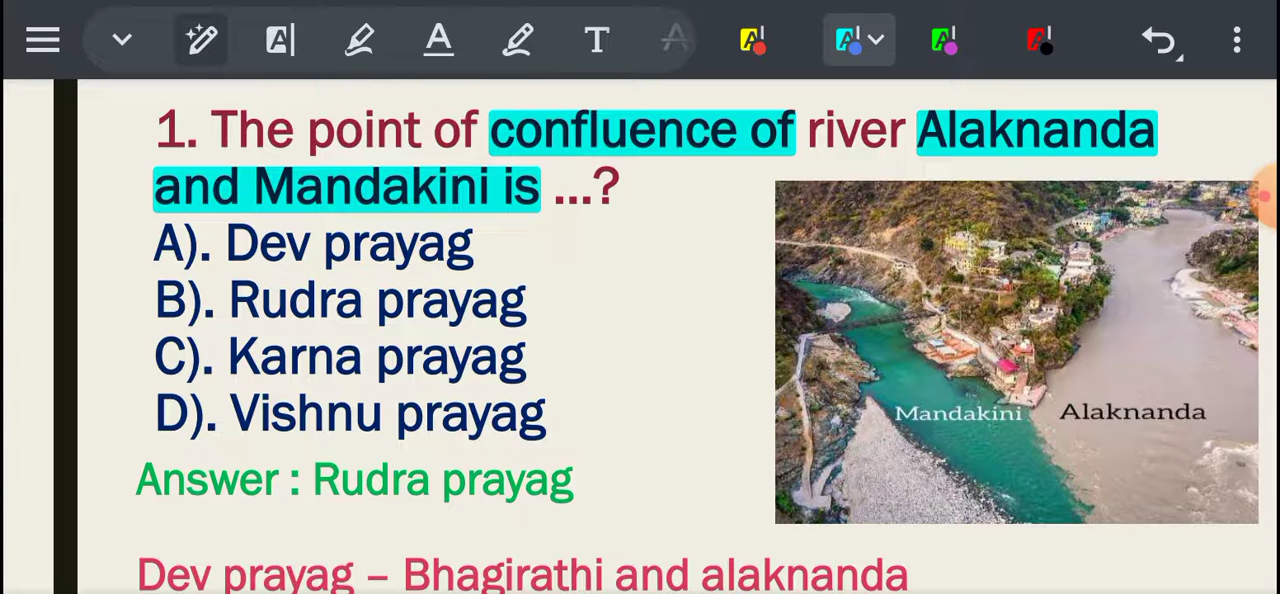 1. The point of confluence of river Alaknanda
and Mandakini is ...?
A). Dev prayag
B). Rudra prayag
C). Karna prayag
D). Vishnu prayag
Answer : Rudra prayag
Mandakini
Alaknanda
Dev prayag – Bhagirathi and alaknanda